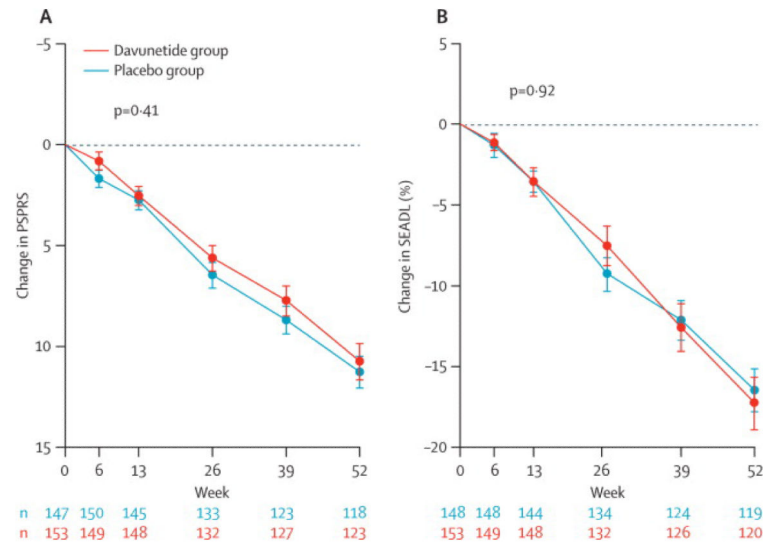 A
Davunetide group
Placebo group
p=0·41
Change in PSPRS
−5
0
5
10
15
0 6 13 26 39 52
Week
n 147 150 145 133 123 118
n 153 149 148 132 127 123
B
p=0·92
Change in SEADL (%)
5
0
−5
−10
−15
−20
0 6 13 26 39 52
Week
n 148 148 144 134 124 119
n 153 149 148 132 126 120